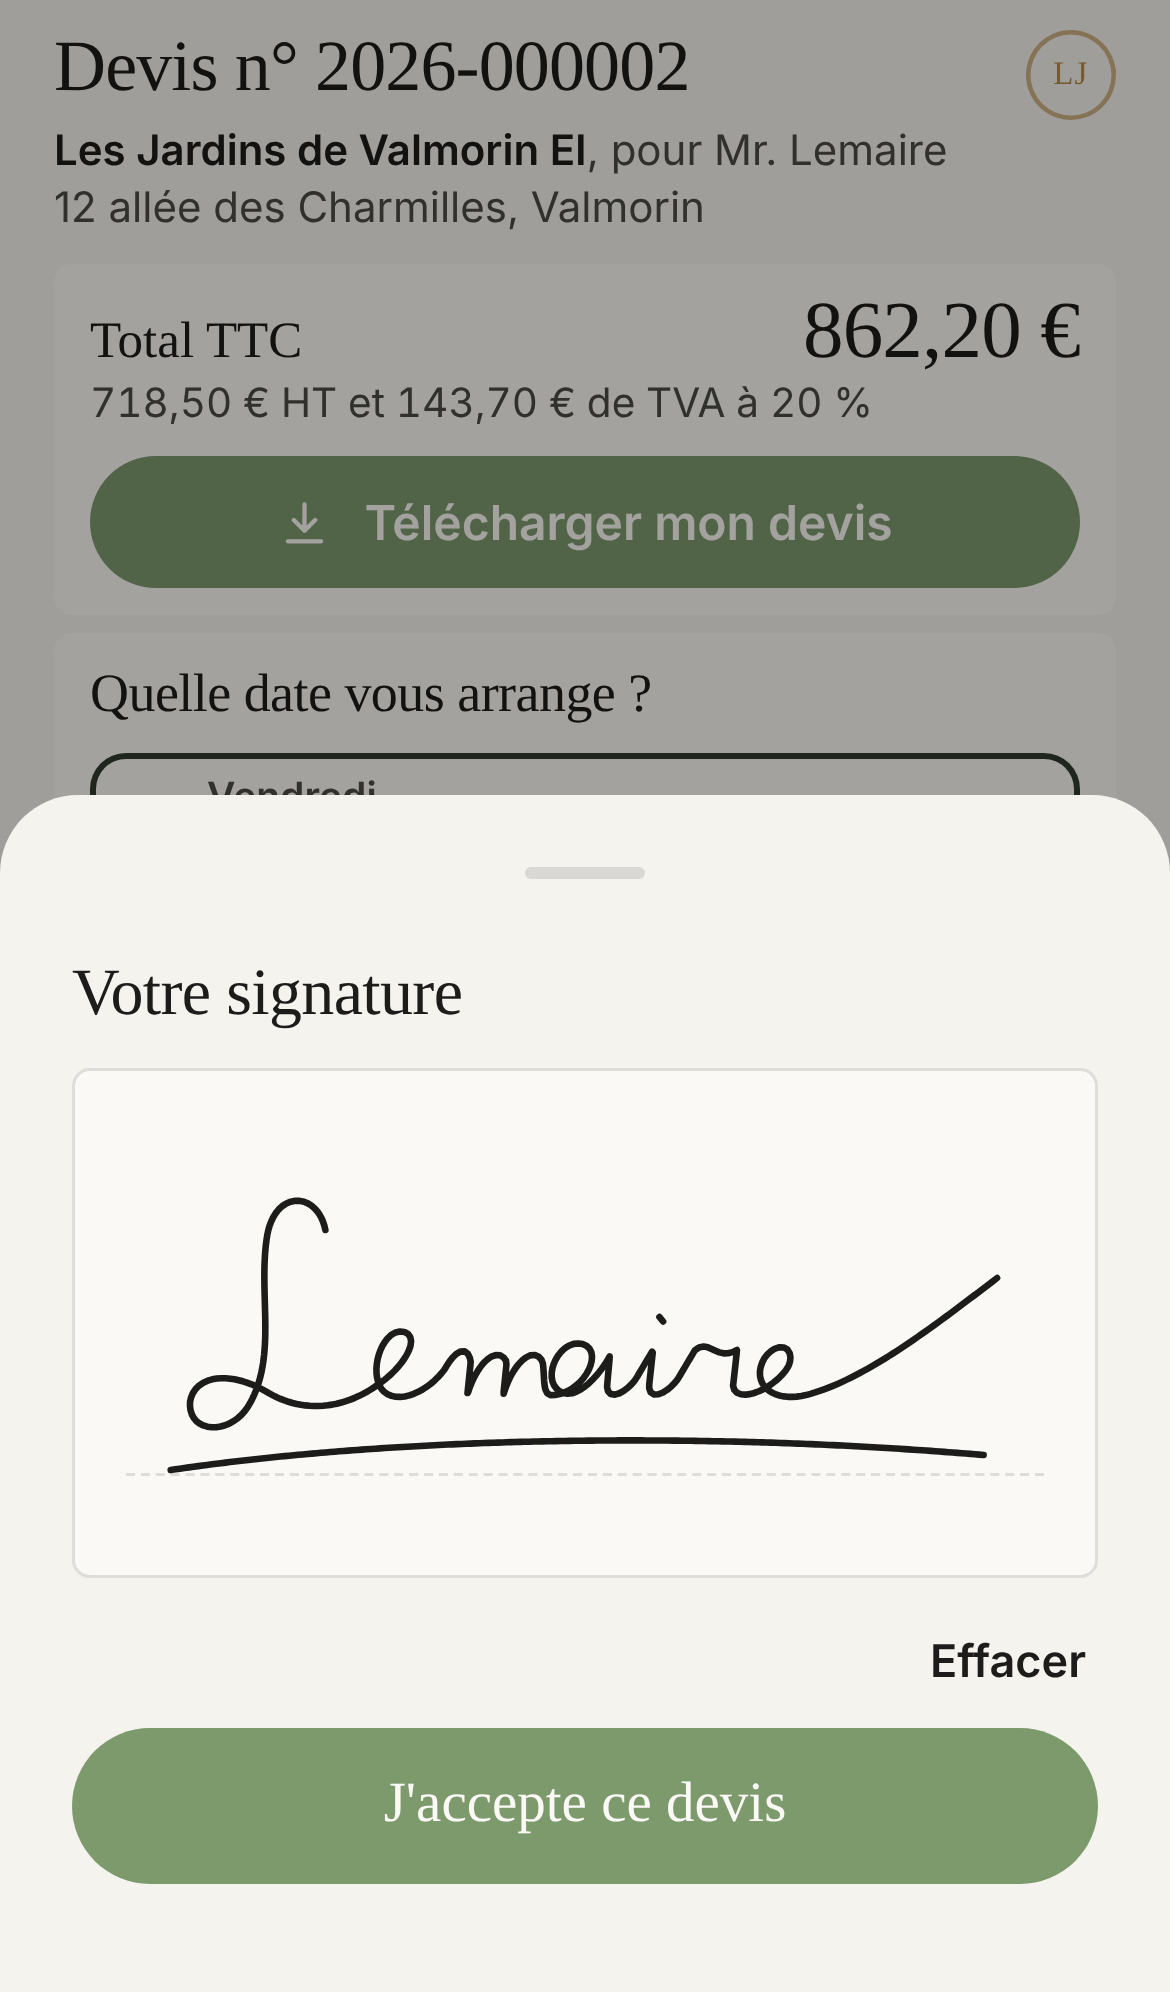 Devis n° 2026-000002
LJ
Les Jardins de Valmorin EI, pour Mr. Lemaire
12 allée des Charmilles, Valmorin
Total TTC 862,20 €
718,50 € HT et 143,70 € de TVA à 20 %
Télécharger mon devis
Quelle date vous arrange ?
Vendredi
Votre signature
Lemaire
Effacer
J'accepte ce devis